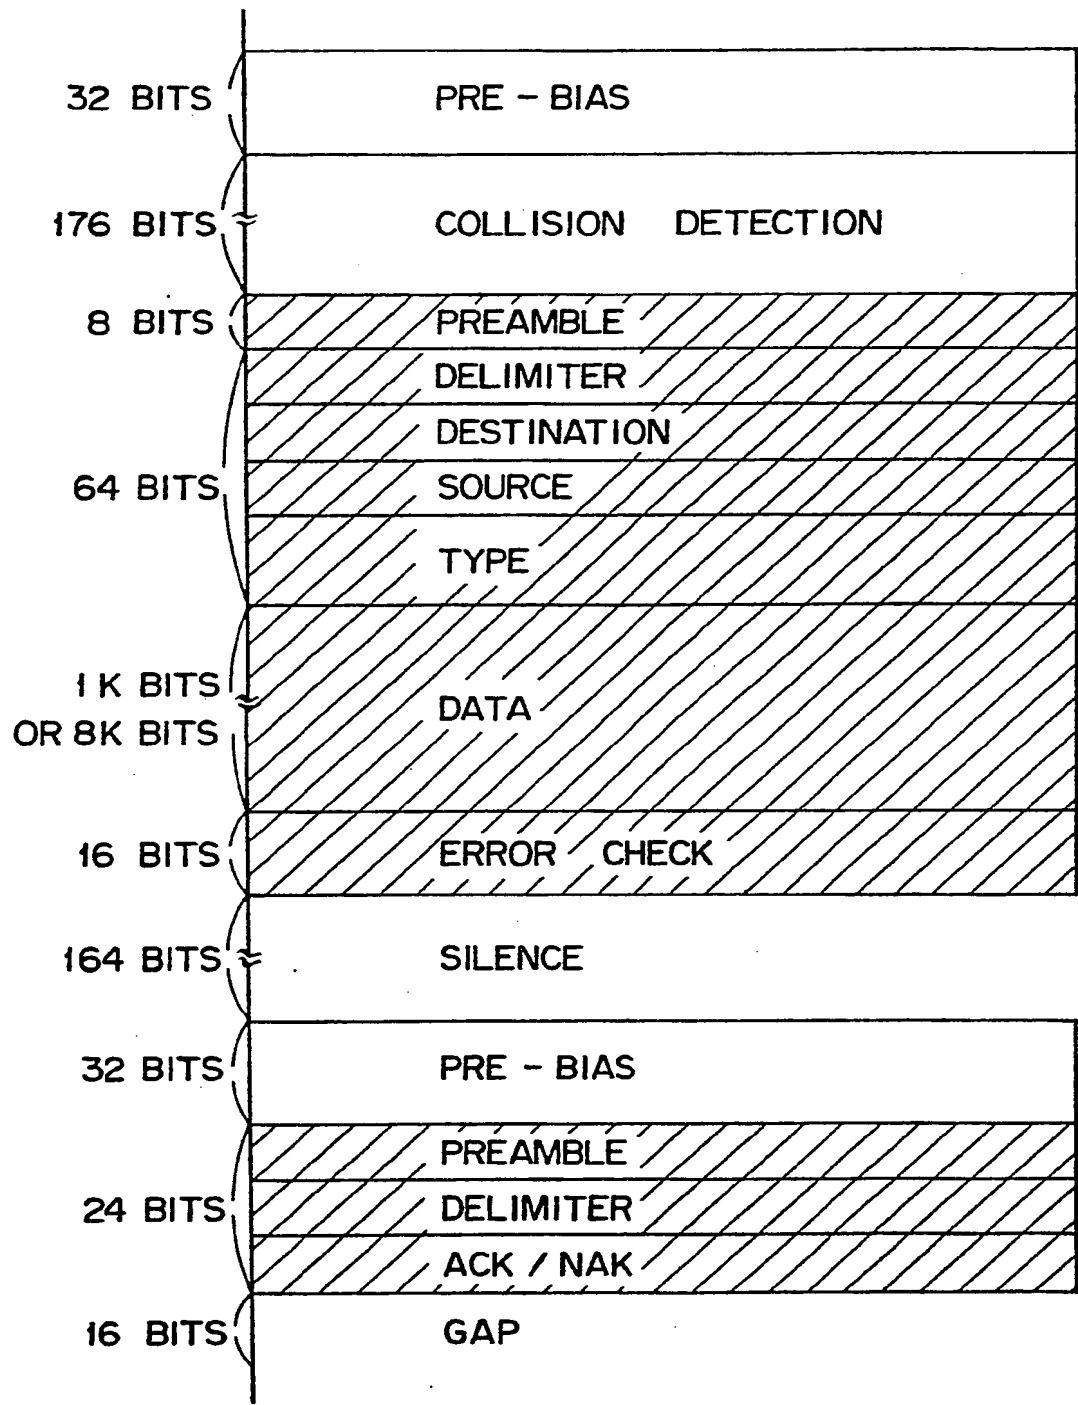 32 BITS PRE - BIAS
176 BITS COLLISION DETECTION
8 BITS PREAMBLE
DELIMITER
DESTINATION
64 BITS SOURCE
TYPE
1K BITS
OR 8K BITS
DATA
16 BITS ERROR CHECK
164 BITS SILENCE
32 BITS PRE - BIAS
PREAMBLE
24 BITS DELIMITER
ACK / NAK
16 BITS GAP